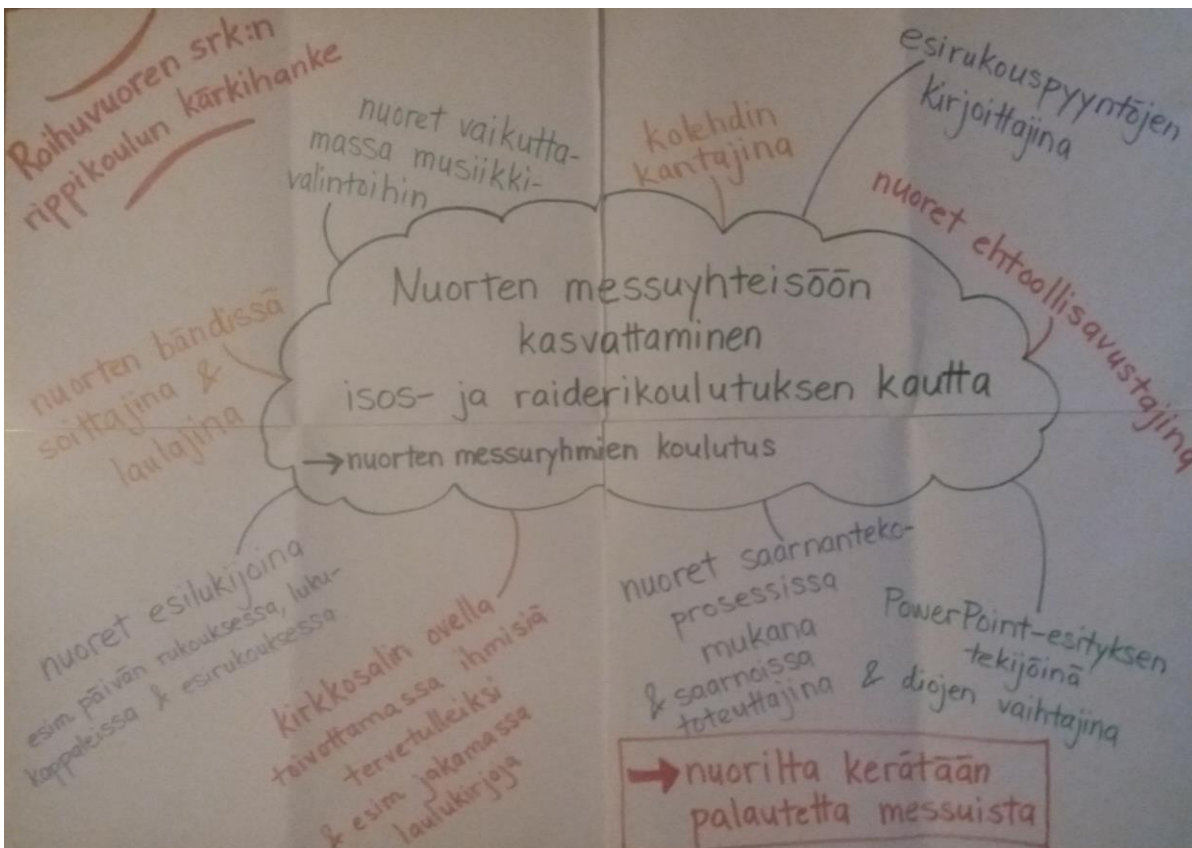 Roihuvuoren srk:n
rippikoulun kärkihanke
nuoret vaikutta-
massa musiikki-
valintoihin
kolehdin
kantajina
esirukouspyyntöjen
kirjoittajina
nuoret ehtoollisavustajina
Nuorten messuyhteisöön
kasvattaminen
isos- ja raiderikoulutuksen kautta
→nuorten messuryhmien koulutus
nuorten bändissä
soittajina &
laulajina
nuoret esilukijoina
esim päivän rukouksessa, luku-
kappaleissa & esirukouksessa
kirkkosalin ovella
toivottamassa ihmisiä
tervetulleiksi
& esim jakamassa
laulukirjoja
nuoret saarnanteko-
prosessissa
mukana
& saarnoissa
toteuttajina
PowerPoint-esityksen
tekijöinä
& diojen vaihtajina
→nuorilta kerätään
palautetta messuista